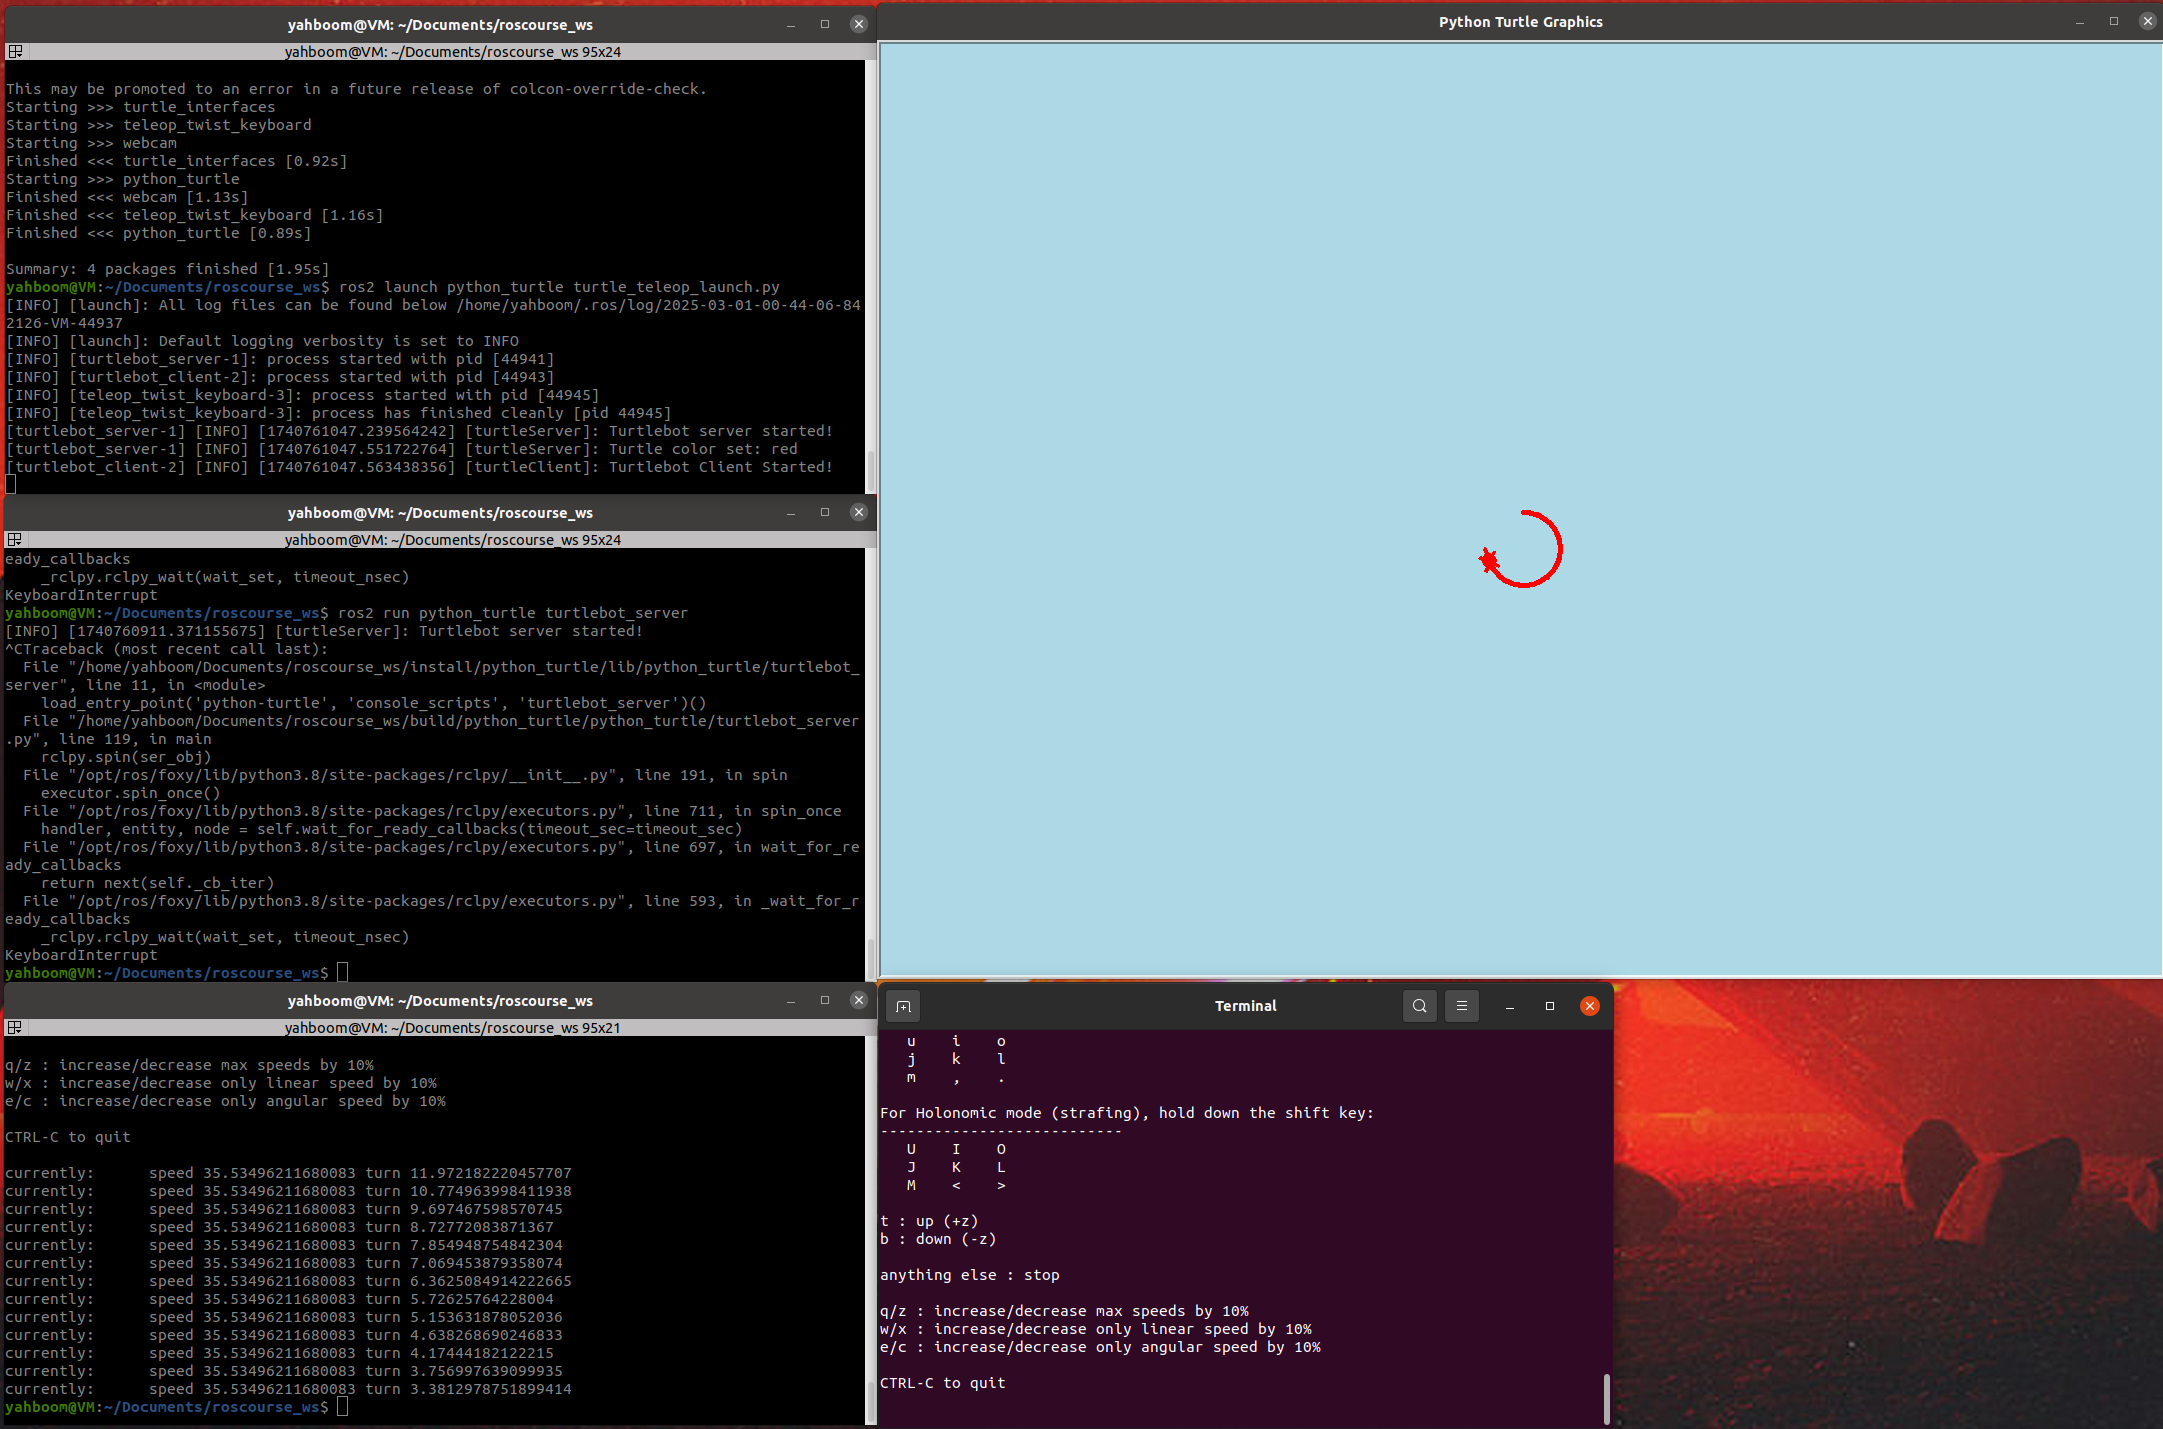 yahboom@VM: ~/Documents/roscourse_ws
yahboom@VM: ~/Documents/roscourse_ws 95x24
This may be promoted to an error in a future release of colcon-override-check.
Starting >>> turtle_interfaces
Starting >>> teleop_twist_keyboard
Starting >>> webcam
Finished <<< turtle_interfaces [0.92s]
Starting >>> python_turtle
Finished <<< webcam [1.13s]
Finished <<< teleop_twist_keyboard [1.16s]
Finished <<< python_turtle [0.89s]
Summary: 4 packages finished [1.95s]
yahboom@VM:~/Documents/roscourse_ws$ ros2 launch python_turtle turtle_teleop_launch.py
[INFO] [launch]: All log files can be found below /home/yahboom/.ros/log/2025-03-01-00-44-06-84
2126-VM-44937
[INFO] [launch]: Default logging verbosity is set to INFO
[INFO] [turtlebot_server-1]: process started with pid [44941]
[INFO] [turtlebot_client-2]: process started with pid [44943]
[INFO] [teleop_twist_keyboard-3]: process started with pid [44945]
[INFO] [teleop_twist_keyboard-3]: process has finished cleanly [pid 44945]
[turtlebot_server-1] [INFO] [1740761047.239564242] [turtleServer]: Turtlebot server started!
[turtlebot_server-1] [INFO] [1740761047.551722764] [turtleServer]: Turtle color set: red
[turtlebot_client-2] [INFO] [1740761047.563438356] [turtleClient]: Turtlebot Client Started!
yahboom@VM: ~/Documents/roscourse_ws
yahboom@VM: ~/Documents/roscourse_ws 95x24
eady_callbacks
_rclpy.rclpy_wait(wait_set, timeout_nsec)
KeyboardInterrupt
yahboom@VM:~/Documents/roscourse_ws$ ros2 run python_turtle turtlebot_server
[INFO] [1740760911.371155675] [turtleServer]: Turtlebot server started!
^CTraceback (most recent call last):
File "/home/yahboom/Documents/roscourse_ws/install/python_turtle/lib/python_turtle/turtlebot_
server", line 11, in <module>
load_entry_point('python-turtle', 'console_scripts', 'turtlebot_server')()
File "/home/yahboom/Documents/roscourse_ws/build/python_turtle/python_turtle/turtlebot_server
.py", line 119, in main
rclpy.spin(ser_obj)
File "/opt/ros/foxy/lib/python3.8/site-packages/rclpy/__init__.py", line 191, in spin
executor.spin_once()
File "/opt/ros/foxy/lib/python3.8/site-packages/rclpy/executors.py", line 711, in spin_once
handler, entity, node = self.wait_for_ready_callbacks(timeout_sec=timeout_sec)
File "/opt/ros/foxy/lib/python3.8/site-packages/rclpy/executors.py", line 697, in wait_for_re
ady_callbacks
return next(self._cb_iter)
File "/opt/ros/foxy/lib/python3.8/site-packages/rclpy/executors.py", line 593, in _wait_for_r
eady_callbacks
_rclpy.rclpy_wait(wait_set, timeout_nsec)
KeyboardInterrupt
yahboom@VM:~/Documents/roscourse_ws$
yahboom@VM: ~/Documents/roscourse_ws
yahboom@VM: ~/Documents/roscourse_ws 95x21
q/z : increase/decrease max speeds by 10%
w/x : increase/decrease only linear speed by 10%
e/c : increase/decrease only angular speed by 10%
CTRL-C to quit
currently: speed 35.53496211680083 turn 11.972182220457707
currently: speed 35.53496211680083 turn 10.774963998411938
currently: speed 35.53496211680083 turn 9.697467598570745
currently: speed 35.53496211680083 turn 8.72772083871367
currently: speed 35.53496211680083 turn 7.854948754842304
currently: speed 35.53496211680083 turn 7.069453879358074
currently: speed 35.53496211680083 turn 6.3625084914222665
currently: speed 35.53496211680083 turn 5.72625764228004
currently: speed 35.53496211680083 turn 5.153631878052036
currently: speed 35.53496211680083 turn 4.638268690246833
currently: speed 35.53496211680083 turn 4.17444182122215
currently: speed 35.53496211680083 turn 3.756997639099935
currently: speed 35.53496211680083 turn 3.3812978751899414
yahboom@VM:~/Documents/roscourse_ws$
Python Turtle Graphics
Terminal
u i o
j k l
m , .
For Holonomic mode (strafing), hold down the shift key:
---------------------------
U I O
J K L
M < >
t : up (+z)
b : down (-z)
anything else : stop
q/z : increase/decrease max speeds by 10%
w/x : increase/decrease only linear speed by 10%
e/c : increase/decrease only angular speed by 10%
CTRL-C to quit